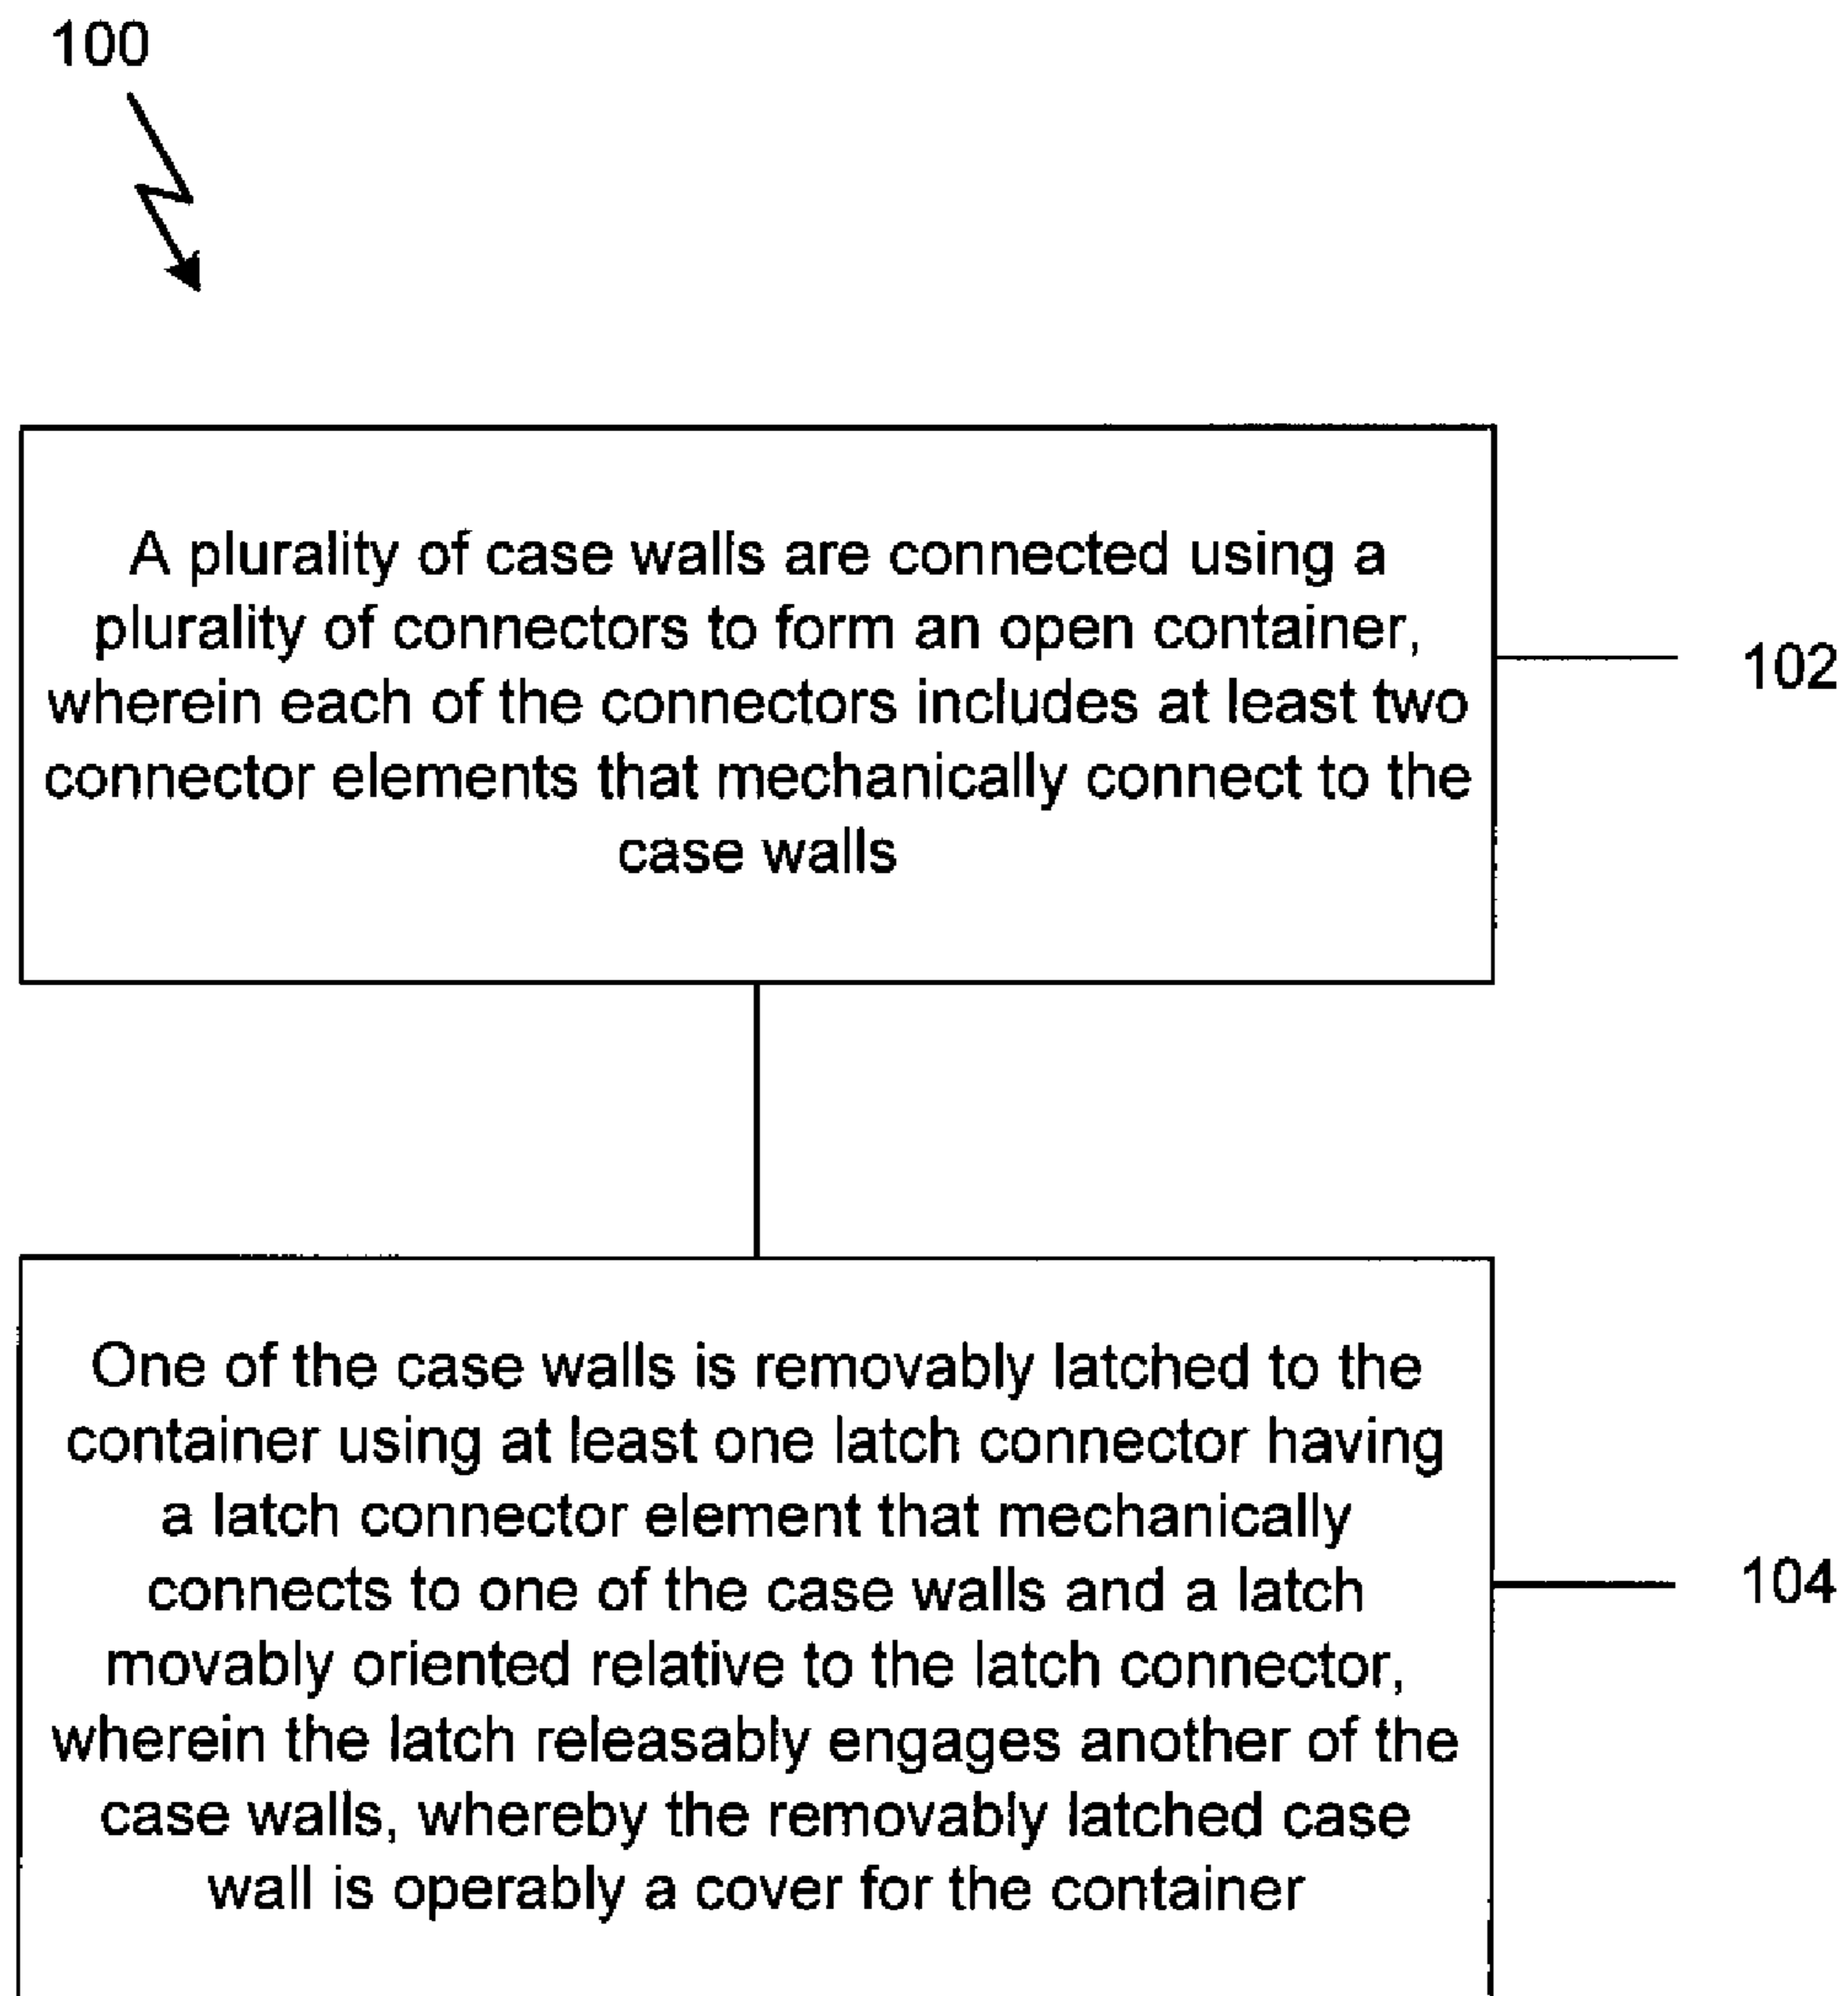 100
A plurality of case walls are connected using a
plurality of connectors to form an open container,
wherein each of the connectors includes at least two
connector elements that mechanically connect to the
case walls
102
One of the case walls is removably latched to the
container using at least one latch connector having
a latch connector element that mechanically
connects to one of the case walls and a latch
movably oriented relative to the latch connector,
wherein the latch releasably engages another of the
case walls, whereby the removably latched case
wall is operably a cover for the container
104